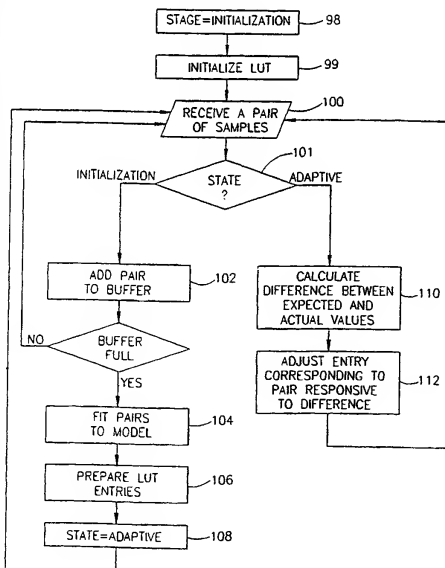 STAGE=INITIALIZATION
98
INITIALIZE LUT
99
RECEIVE A PAIR
OF SAMPLES
100
INITIALIZATION
STATE
?
101
ADAPTIVE
ADD PAIR
TO BUFFER
102
CALCULATE
DIFFERENCE BETWEEN
EXPECTED AND
ACTUAL VALUES
110
NO
BUFFER
FULL
YES
ADJUST ENTRY
CORRESPONDING TO
PAIR RESPONSIVE
TO DIFFERENCE
112
FIT PAIRS
TO MODEL
104
PREPARE LUT
ENTRIES
106
STATE=ADAPTIVE
108